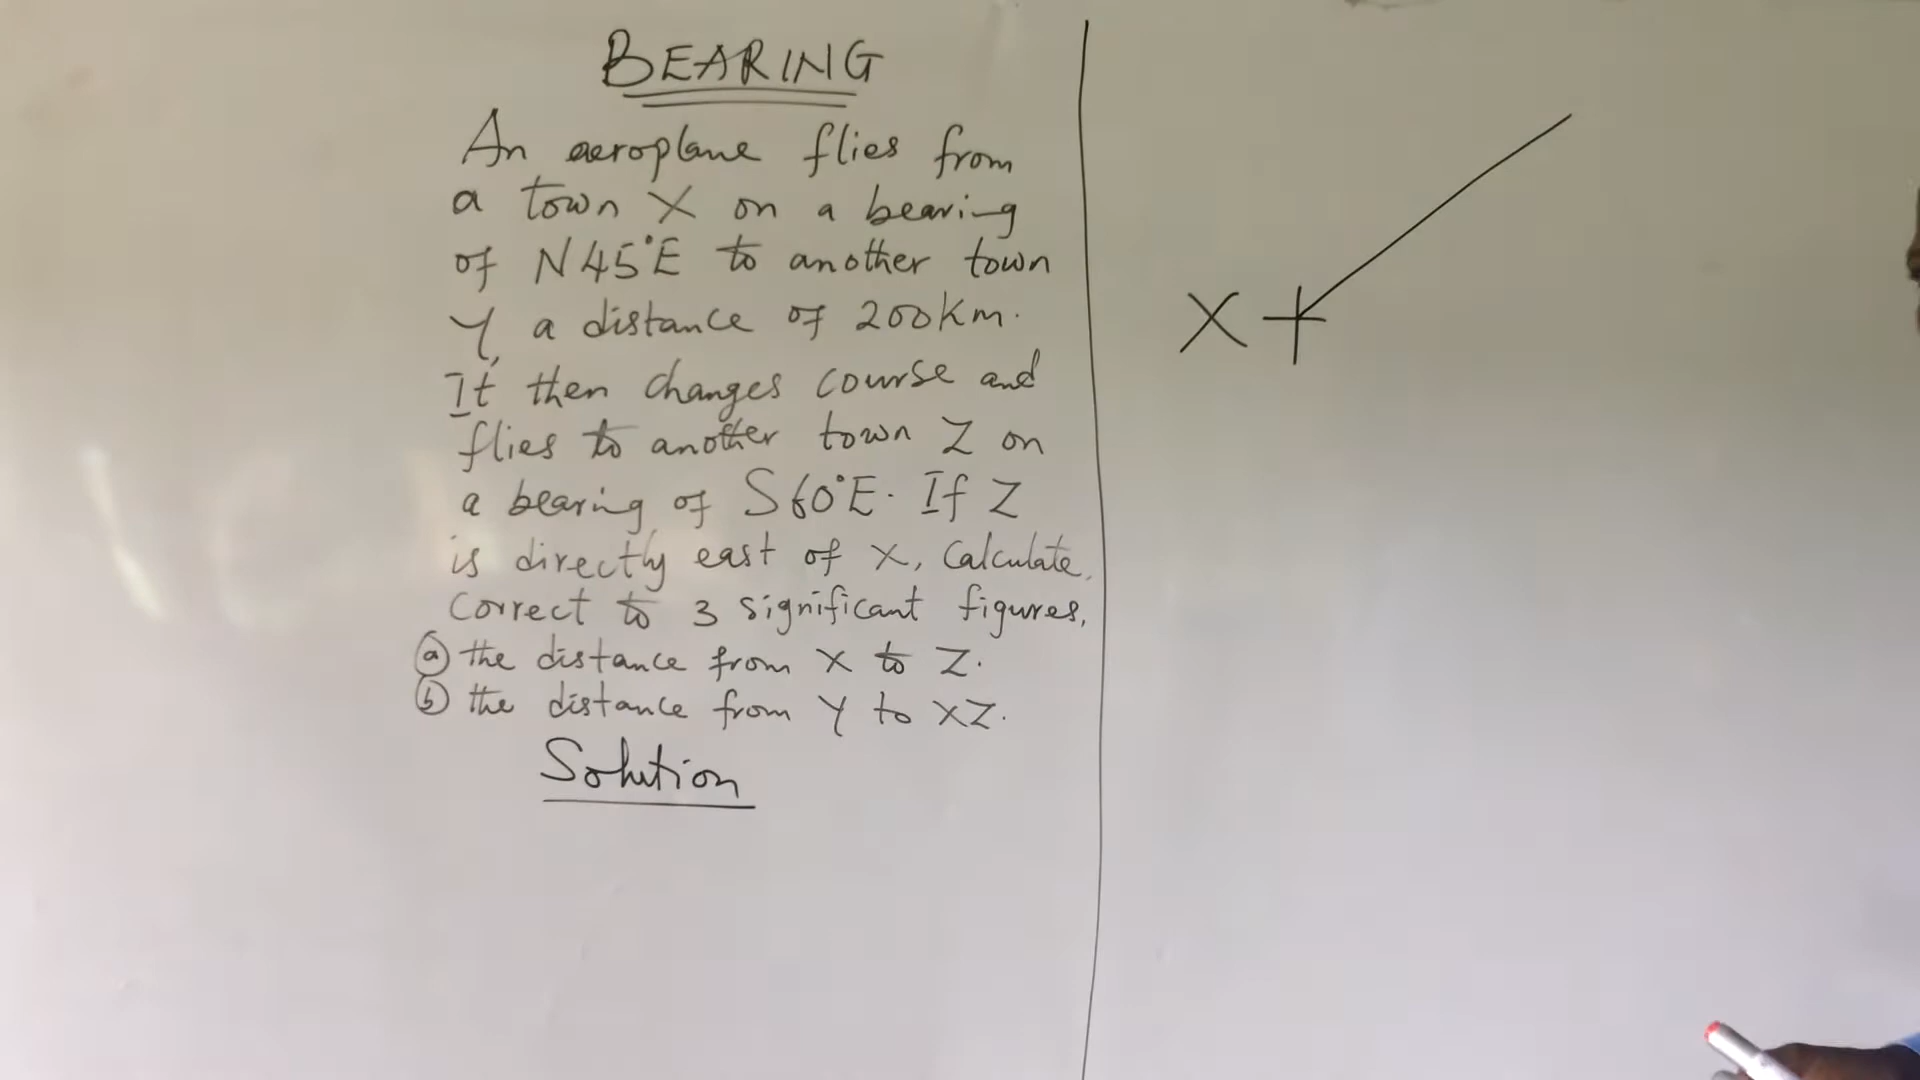 BEARING
An aeroplane flies from
a town X on a bearing
of N45°E to another town
Y, a distance of 200km.
It then changes course and
flies to another town Z on
a bearing of S60°E. If Z
is directly east of X, Calculate,
Correct to 3 significant figures,
(a) the distance from X to Z.
(b) the distance from Y to XZ.
Solution
X